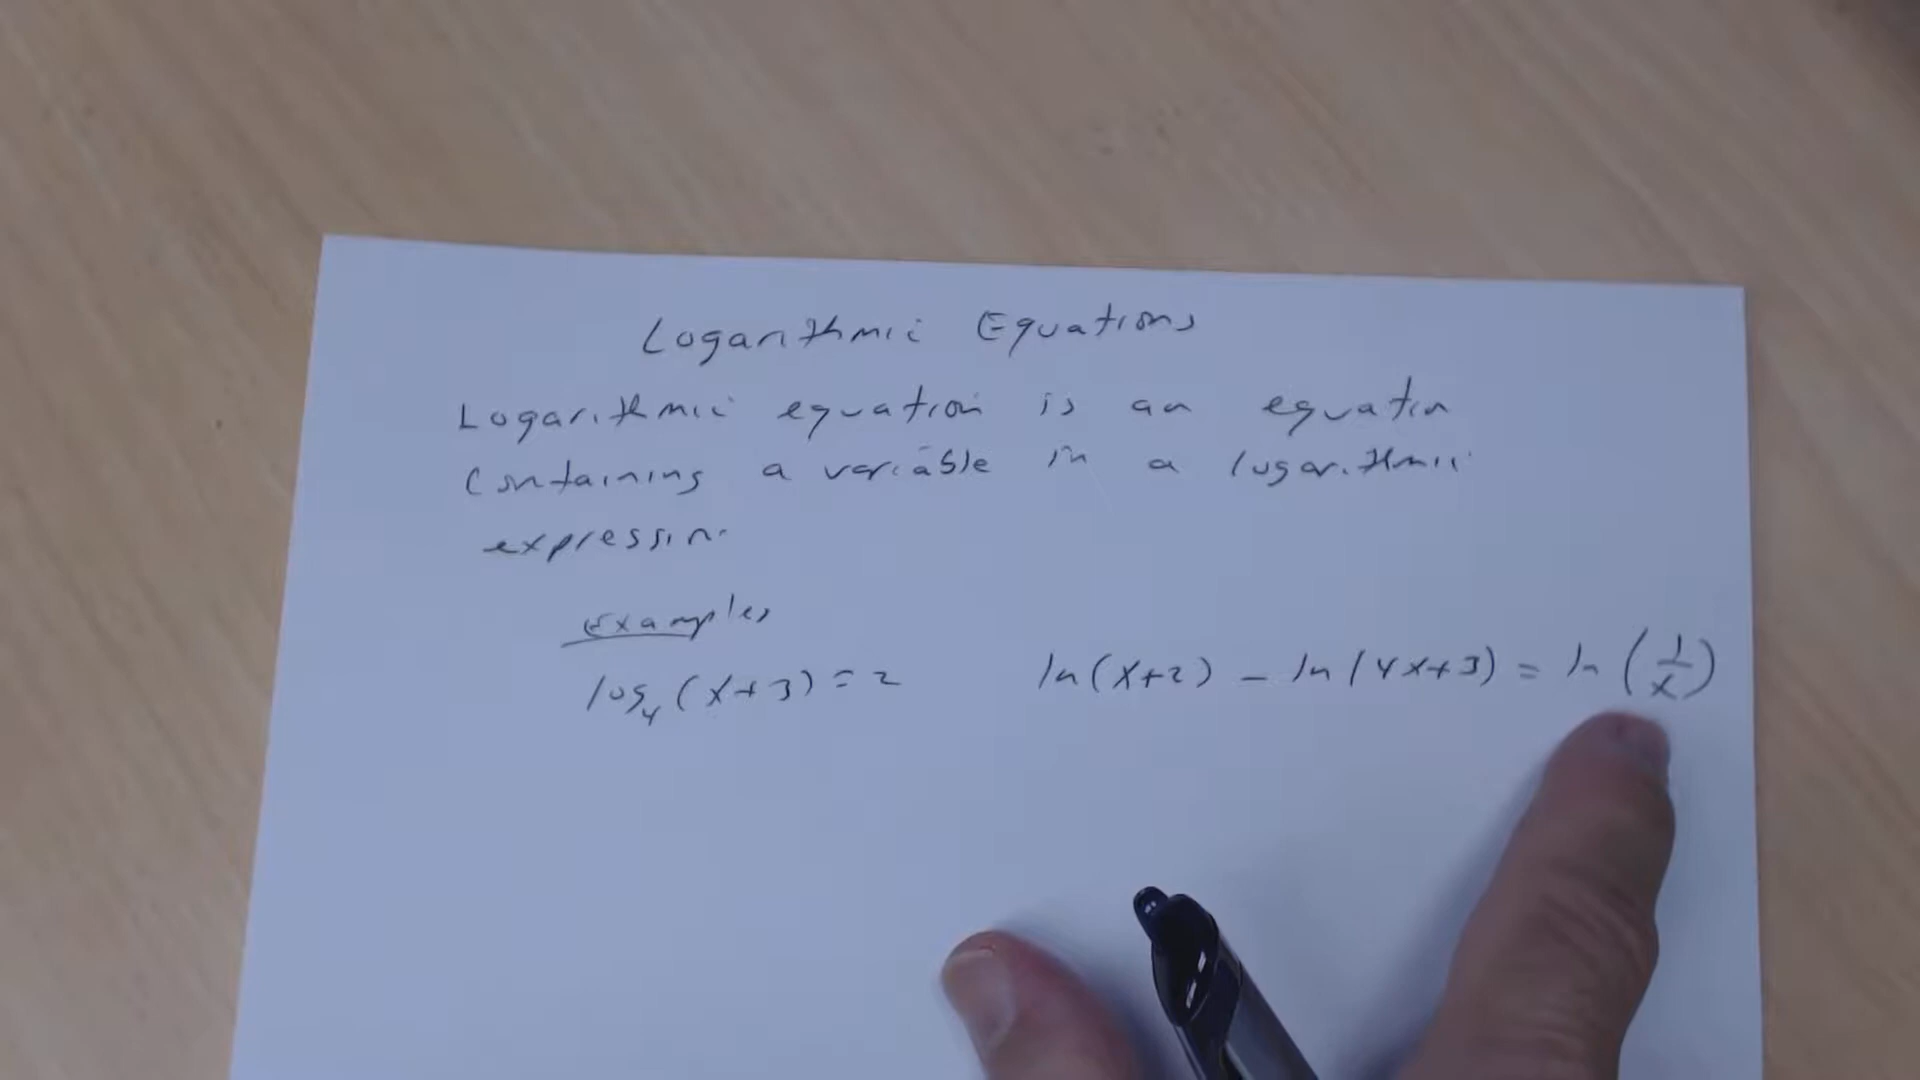 Logarithmic Equations
Logarithmic equation is an equation
containing a variable in a logarithmic
expression.
examples
log₄(x+3)=2 ln(x+2) - ln(4x+3) = ln(1/x)